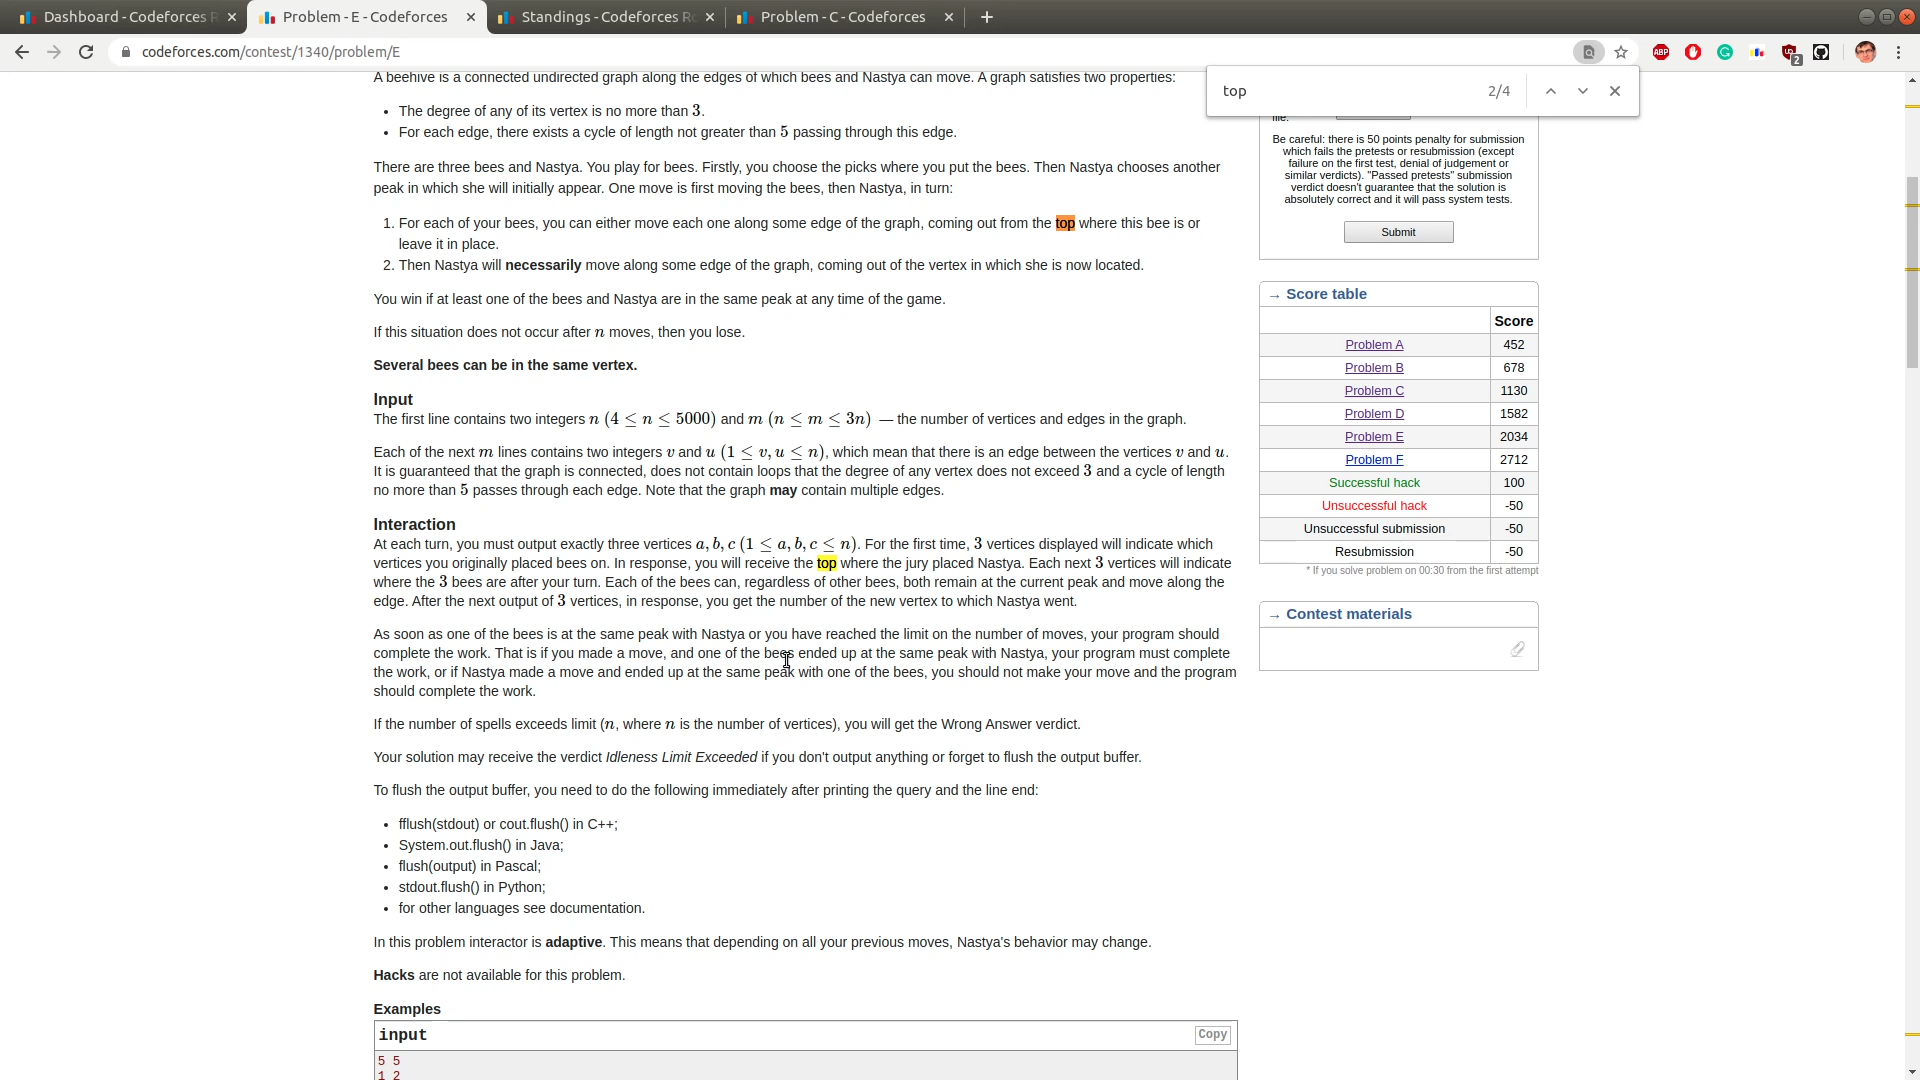 Dashboard - Codeforces R
Problem - E - Codeforces
Standings - Codeforces Ro
Problem - C - Codeforces
codeforces.com/contest/1340/problem/E
ABP
2
top
2/4
A beehive is a connected undirected graph along the edges of which bees and Nastya can move. A graph satisfies two properties:
• The degree of any of its vertex is no more than 3.
• For each edge, there exists a cycle of length not greater than 5 passing through this edge.
There are three bees and Nastya. You play for bees. Firstly, you choose the picks where you put the bees. Then Nastya chooses another
peak in which she will initially appear. One move is first moving the bees, then Nastya, in turn:
1. For each of your bees, you can either move each one along some edge of the graph, coming out from the top where this bee is or
leave it in place.
2. Then Nastya will necessarily move along some edge of the graph, coming out of the vertex in which she is now located.
You win if at least one of the bees and Nastya are in the same peak at any time of the game.
If this situation does not occur after n moves, then you lose.
Several bees can be in the same vertex.
Input
The first line contains two integers n (4 ≤ n ≤ 5000) and m (n ≤ m ≤ 3n) — the number of vertices and edges in the graph.
Each of the next m lines contains two integers v and u (1 ≤ v, u ≤ n), which mean that there is an edge between the vertices v and u.
It is guaranteed that the graph is connected, does not contain loops that the degree of any vertex does not exceed 3 and a cycle of length
no more than 5 passes through each edge. Note that the graph may contain multiple edges.
Interaction
At each turn, you must output exactly three vertices a, b, c (1 ≤ a, b, c ≤ n). For the first time, 3 vertices displayed will indicate which
vertices you originally placed bees on. In response, you will receive the top where the jury placed Nastya. Each next 3 vertices will indicate
where the 3 bees are after your turn. Each of the bees can, regardless of other bees, both remain at the current peak and move along the
edge. After the next output of 3 vertices, in response, you get the number of the new vertex to which Nastya went.
As soon as one of the bees is at the same peak with Nastya or you have reached the limit on the number of moves, your program should
complete the work. That is if you made a move, and one of the bees ended up at the same peak with Nastya, your program must complete
the work, or if Nastya made a move and ended up at the same peak with one of the bees, you should not make your move and the program
should complete the work.
If the number of spells exceeds limit (n, where n is the number of vertices), you will get the Wrong Answer verdict.
Your solution may receive the verdict Idleness Limit Exceeded if you don't output anything or forget to flush the output buffer.
To flush the output buffer, you need to do the following immediately after printing the query and the line end:
• fflush(stdout) or cout.flush() in C++;
• System.out.flush() in Java;
• flush(output) in Pascal;
• stdout.flush() in Python;
• for other languages see documentation.
In this problem interactor is adaptive. This means that depending on all your previous moves, Nastya's behavior may change.
Hacks are not available for this problem.
Examples
input
Copy
5 5
1 2
file:
Be careful: there is 50 points penalty for submission
which fails the pretests or resubmission (except
failure on the first test, denial of judgement or
similar verdicts). "Passed pretests" submission
verdict doesn't guarantee that the solution is
absolutely correct and it will pass system tests.
Submit
→ Score table
Score
Problem A 452
Problem B 678
Problem C 1130
Problem D 1582
Problem E 2034
Problem F 2712
Successful hack 100
Unsuccessful hack -50
Unsuccessful submission -50
Resubmission -50
* If you solve problem on 00:30 from the first attempt
→ Contest materials